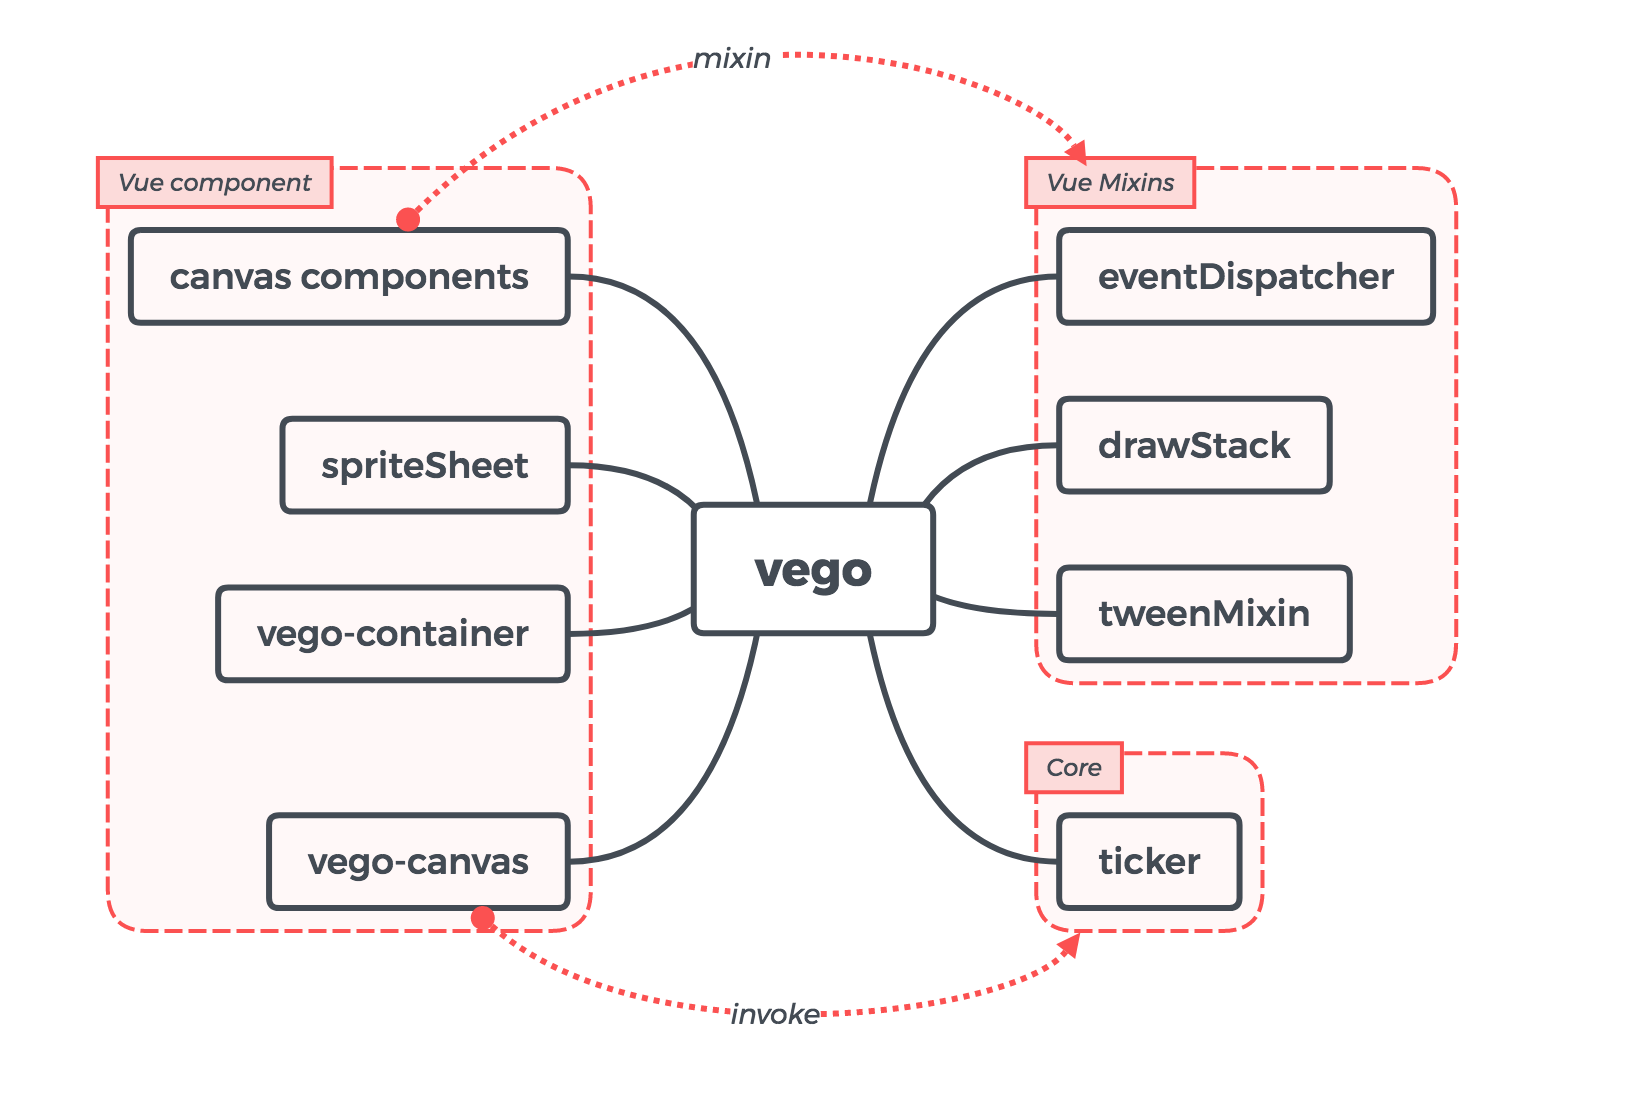 mixin
Vue component
canvas components
spriteSheet
vego-container
vego-canvas
vego
Vue Mixins
eventDispatcher
drawStack
tweenMixin
Core
ticker
invoke